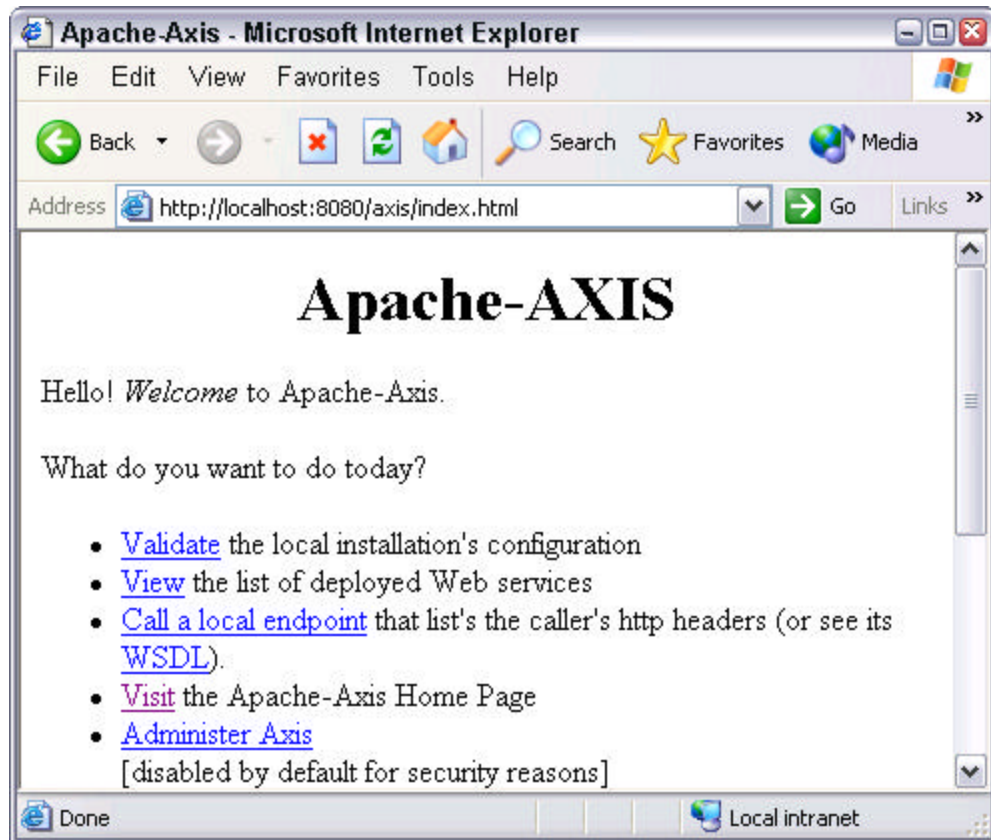 Apache-Axis - Microsoft Internet Explorer
File Edit View Favorites Tools Help
Back Search Favorites Media »
Address http://localhost:8080/axis/index.html Go Links »
Apache-AXIS
Hello! Welcome to Apache-Axis.
What do you want to do today?
• Validate the local installation's configuration
• View the list of deployed Web services
• Call a local endpoint that list's the caller's http headers (or see its
WSDL).
• Visit the Apache-Axis Home Page
• Administer Axis
[disabled by default for security reasons]
Done Local intranet